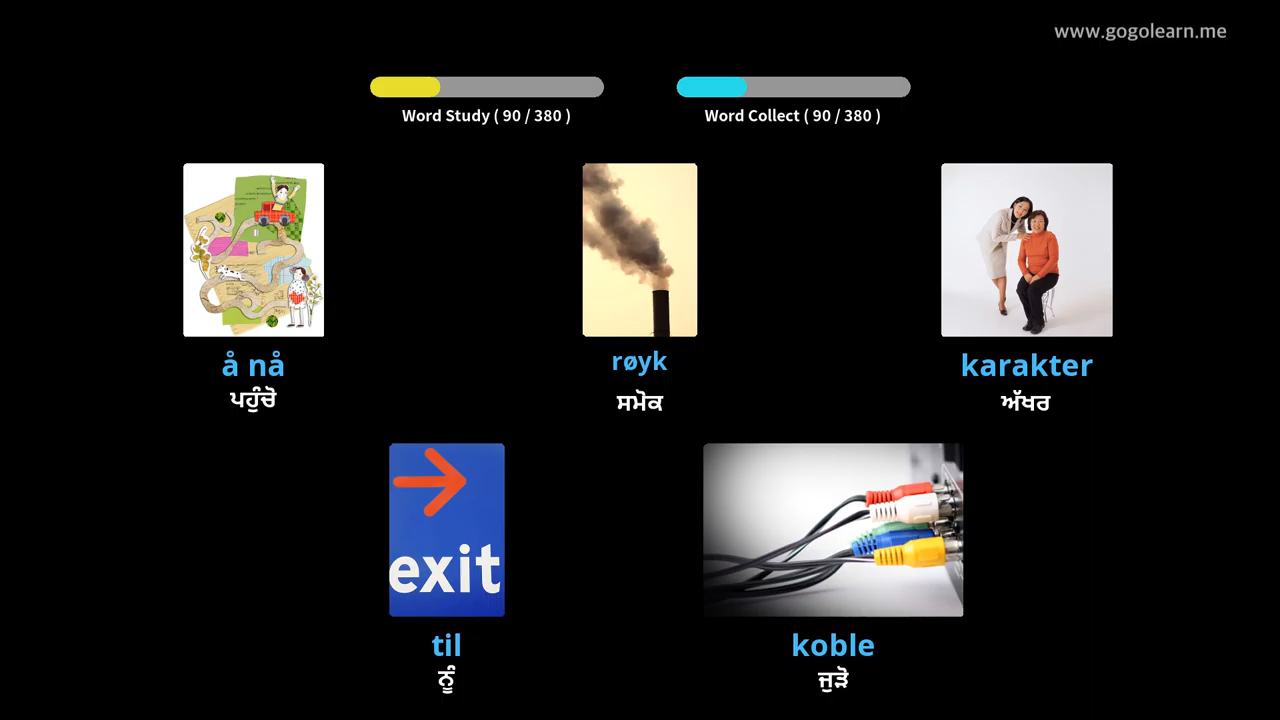 www.gogolearn.me
Word Study ( 90 / 380 )
Word Collect ( 90 / 380 )
å nå
ਪਹੁੰਚੋ
røyk
ਸਮੋਕ
karakter
ਅੱਖਰ
exit
til
ਨੂੰ
koble
ਜੁੜੋ